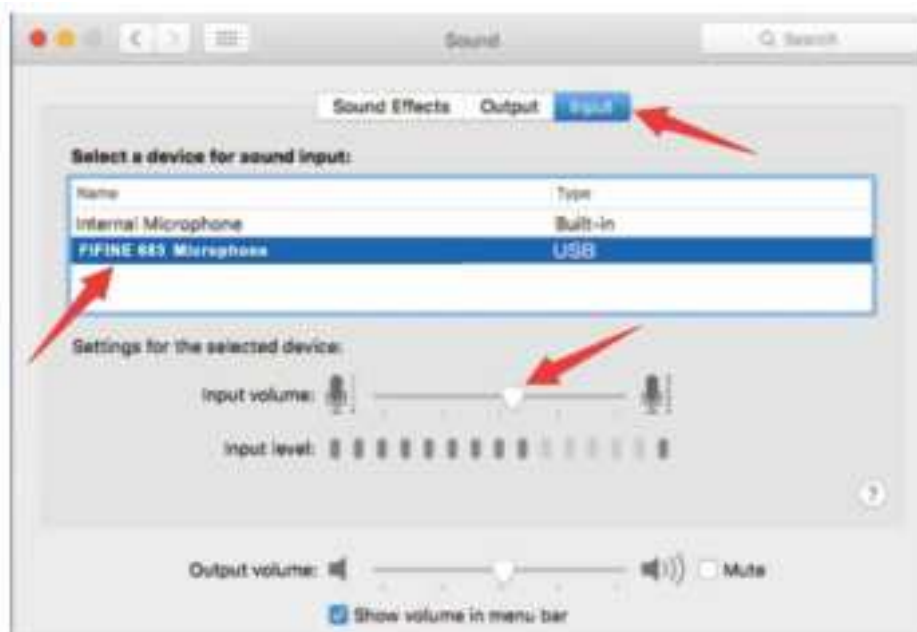 Sound
Search
Sound Effects Output Input
Select a device for sound input:
Name Type
Internal Microphone Built-in
FIFINE 683 Microphone USB
Settings for the selected device:
Input volume:
Input level:
?
Output volume: Mute
Show volume in menu bar